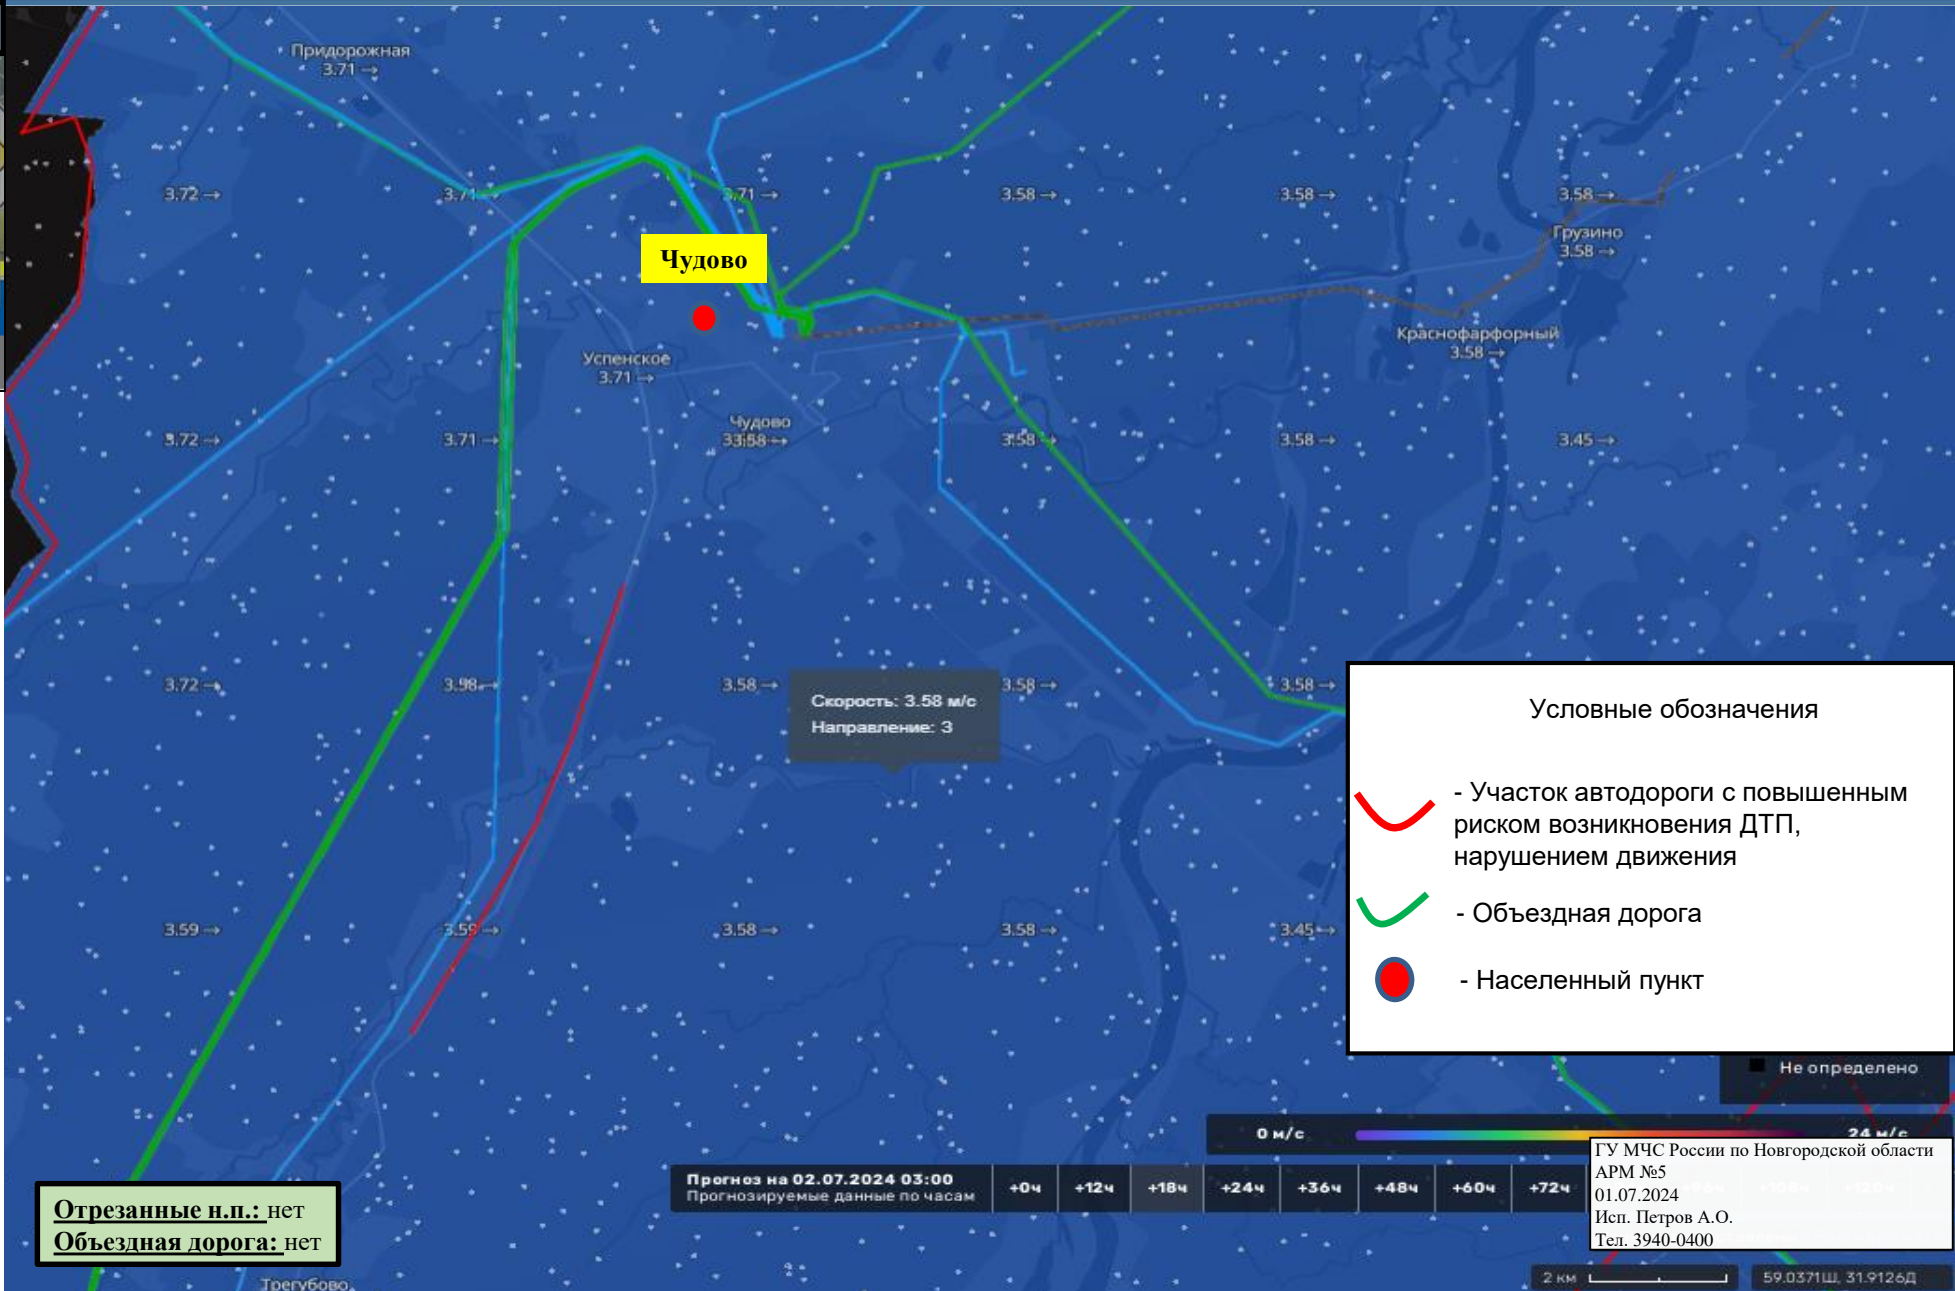 Придорожная
3.71 →
3.72 →
3.71 →
3.71 →
3.58 →
3.58 →
3.58 →
Чудово
Грузино
3.58 →
Успенское
3.71 →
Краснофарфорный
3.58 →
Чудово
3.72 →
3.71 →
3.58 →
3.58 →
3.45 →
3.72 →
3.98 →
3.58 →
3.58 →
3.58 →
Скорость: 3.58 м/с
Направление: З
Условные обозначения
- Участок автодороги с повышенным
риском возникновения ДТП,
нарушением движения
- Объездная дорога
- Населенный пункт
3.59 →
3.59 →
3.58 →
3.58 →
3.45 →
Не определено
0 м/с
24 м/с
Прогноз на 02.07.2024 03:00
Прогнозируемые данные по часам
+0ч +12ч +18ч +24ч +36ч +48ч +60ч +72ч
ГУ МЧС России по Новгородской области
АРМ №5
01.07.2024
Исп. Петров А.О.
Тел. 3940-0400
Отрезанные н.п.: нет
Объездная дорога: нет
Трегубово
2 км
59.0371Ш, 31.9126Д